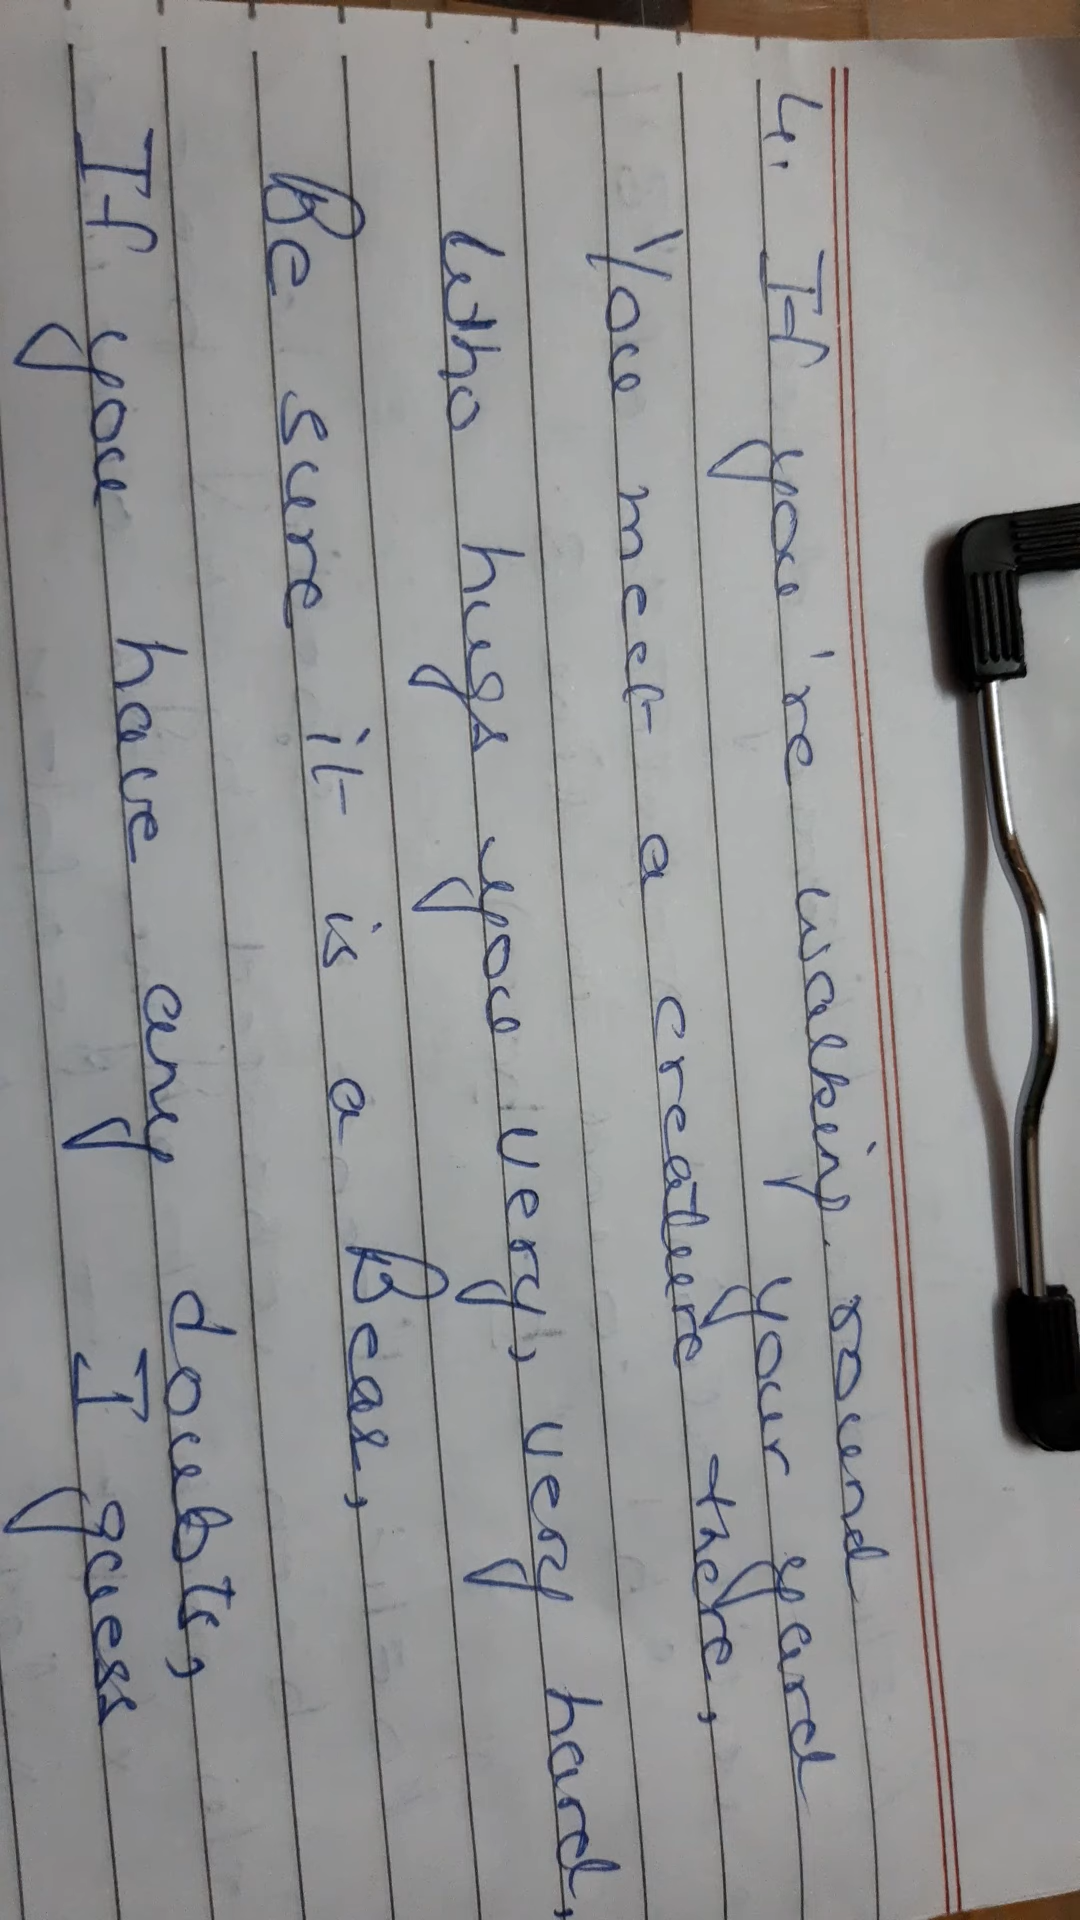 4. If you're walking round
your yard
You meet a creature there,
Who hugs you very, very hard,
Be sure it is a Bear,
If you have any doubts,
I guess